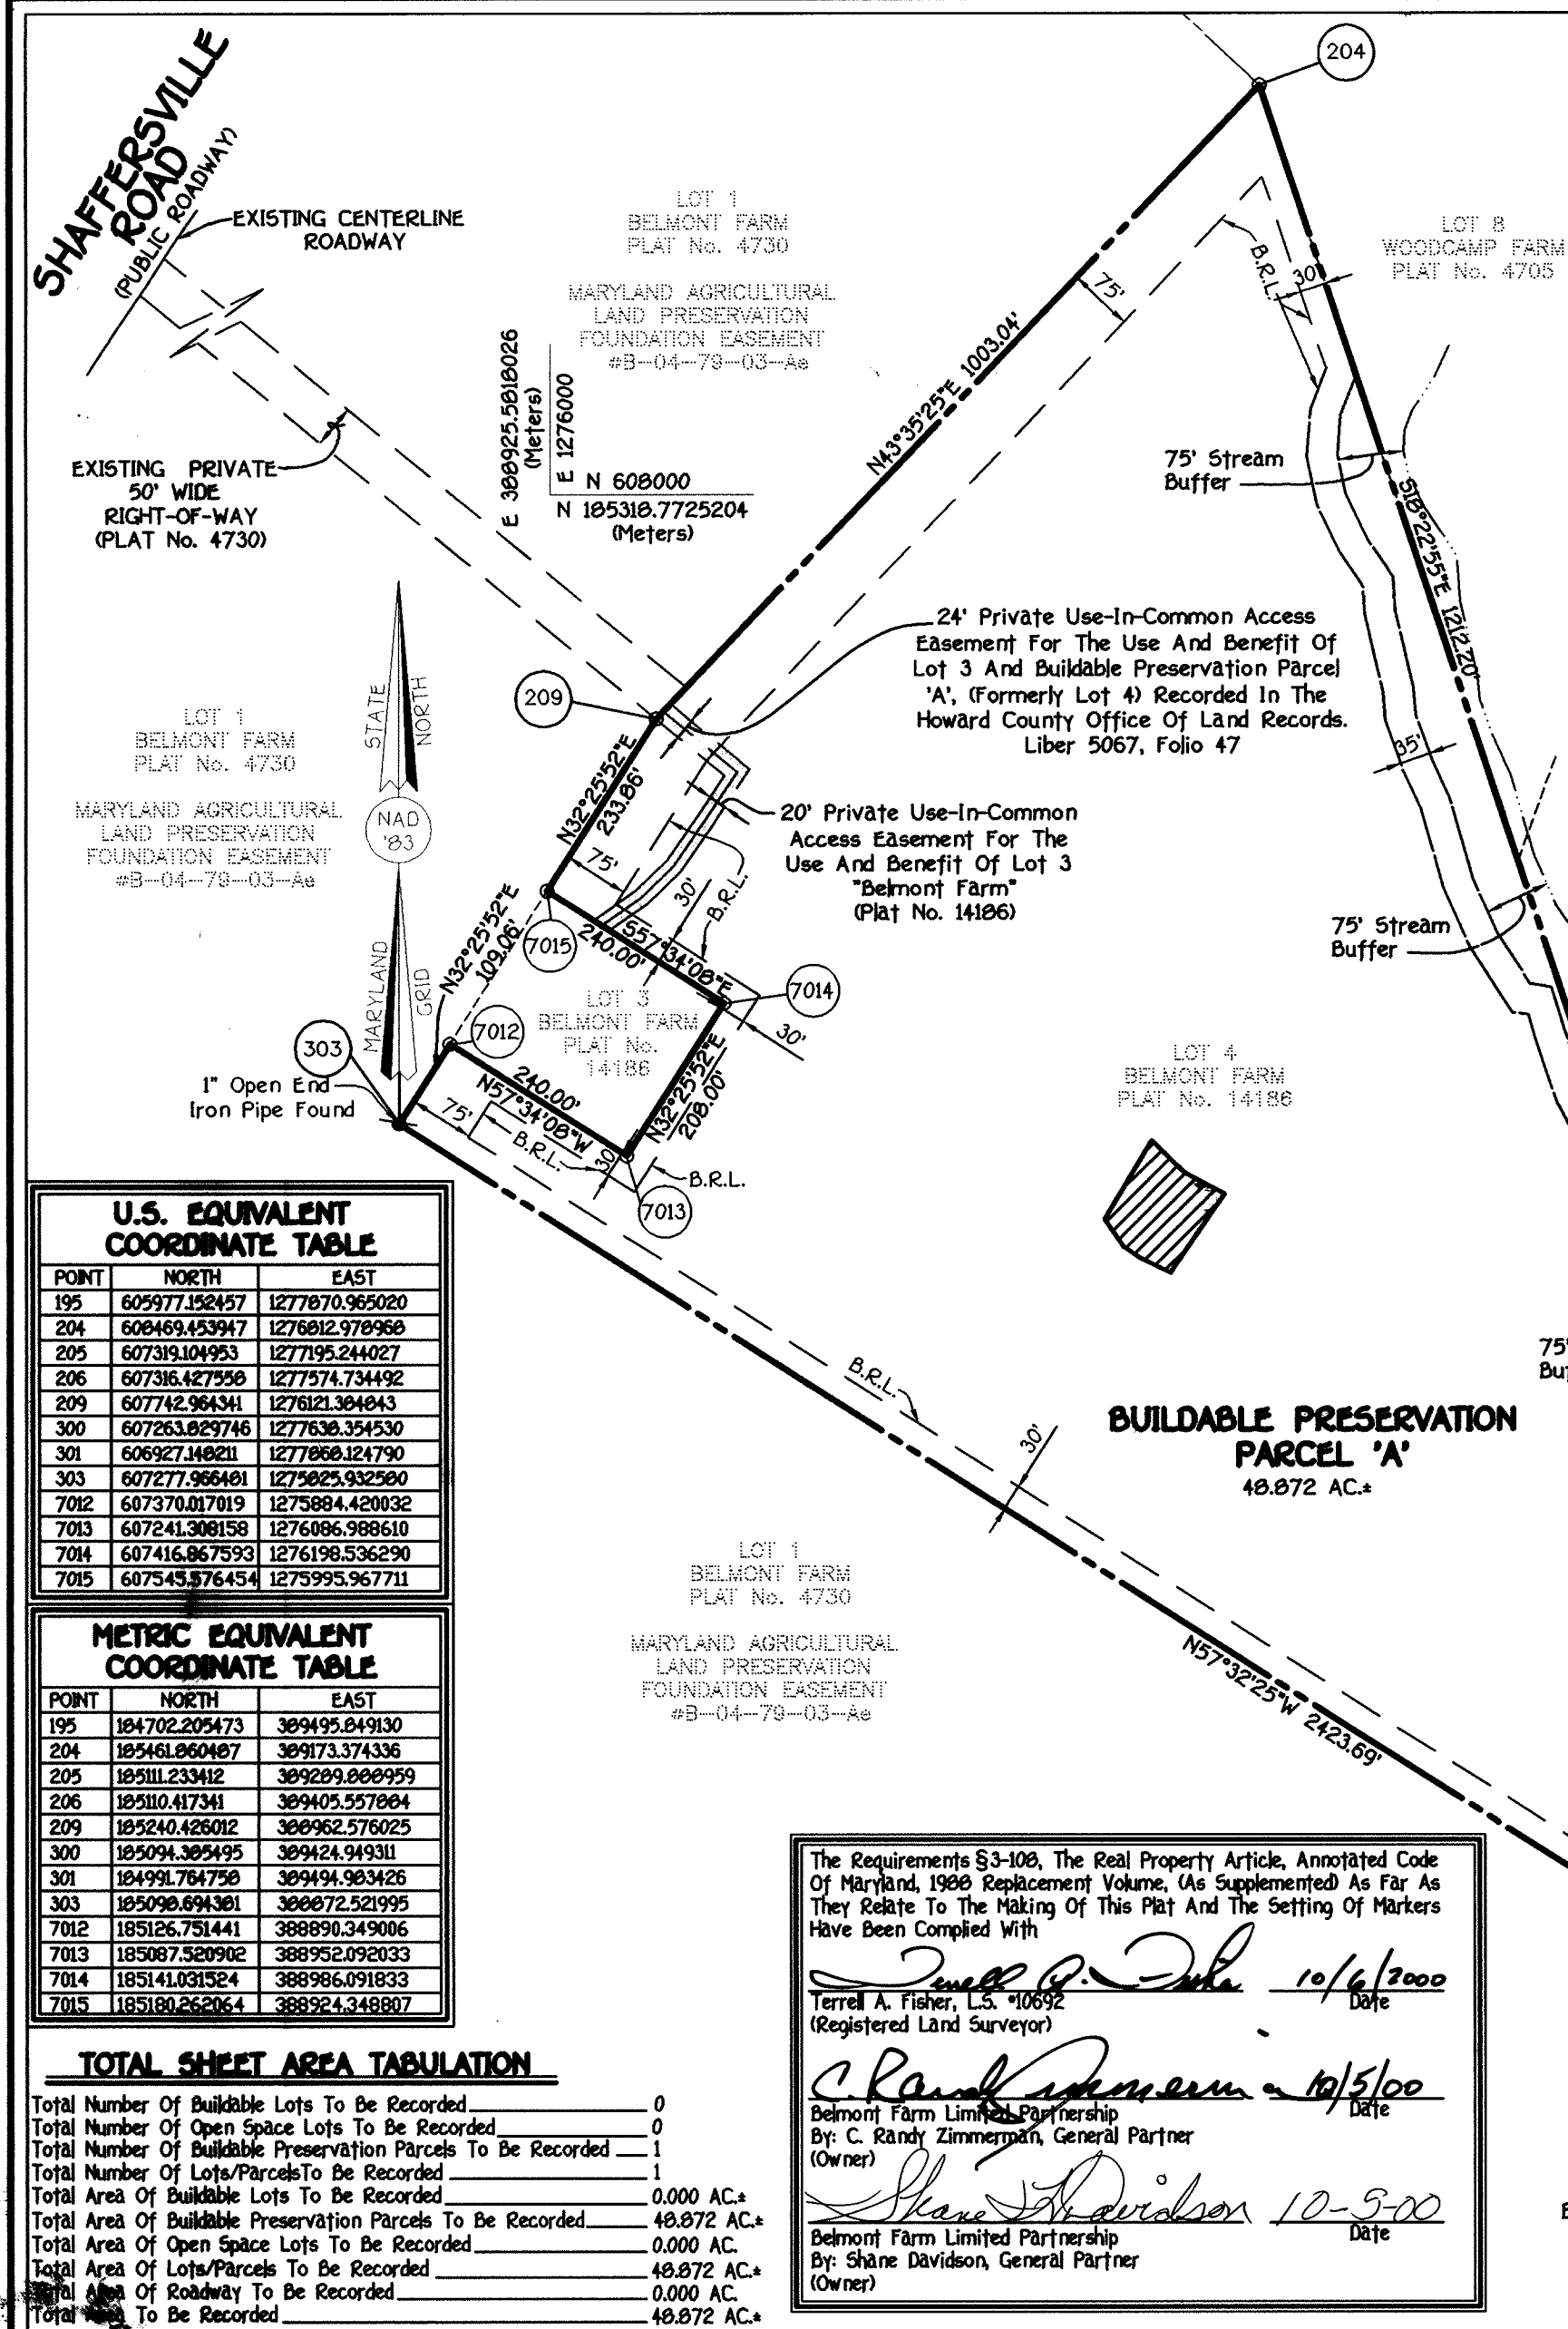 SHAFFERSVILLE
ROAD
(PUBLIC ROADWAY)
EXISTING CENTERLINE
ROADWAY
204
LOT 1
BELMONT FARM
PLAT No. 4730
MARYLAND AGRICULTURAL
LAND PRESERVATION
FOUNDATION EASEMENT
#B-04-79-03-Ae
LOT 8
WOODCAMP FARM
PLAT No. 4705
B.R.L.
30'
75'
N43°35'25"E 1003.04'
E 388925.5818026
(Meters)
E 1276000
N 608000
N 185318.7725204
(Meters)
EXISTING PRIVATE
50' WIDE
RIGHT-OF-WAY
(PLAT No. 4730)
75' Stream
Buffer
S18°22'55"E 1212.20'
24' Private Use-In-Common Access
Easement For The Use And Benefit Of
Lot 3 And Buildable Preservation Parcel
'A', (Formerly Lot 4) Recorded In The
Howard County Office Of Land Records.
Liber 5067, Folio 47
209
STATE
NORTH
NAD
'83
MARYLAND
GRID
LOT 1
BELMONT FARM
PLAT No. 4730
MARYLAND AGRICULTURAL
LAND PRESERVATION
FOUNDATION EASEMENT
#B-04-79-03-Ae
35'
N32°25'52"E
233.86'
75'
20' Private Use-In-Common
Access Easement For The
Use And Benefit Of Lot 3
"Belmont Farm"
(Plat No. 14186)
30'
B.R.L.
75' Stream
Buffer
N32°25'52"E
109.06'
7015
S57°34'08"E
240.00'
7014
30'
LOT 3
BELMONT FARM
PLAT No.
14186
7012
303
1" Open End
Iron Pipe Found
240.00'
N57°34'08"W
N32°25'52"E
208.00'
75'
B.R.L.
30'
B.R.L.
7013
LOT 4
BELMONT FARM
PLAT No. 14186
U.S. EQUIVALENT
COORDINATE TABLE
POINT NORTH EAST
195 605977.152457 1277870.965020
204 608469.453947 1276812.978968
205 607319.104953 1277195.244027
206 607316.427558 1277574.734492
209 607742.964341 1276121.384843
300 607263.829746 1277638.354530
301 606927.148211 1277868.124790
303 607277.966481 1275825.932580
7012 607370.017019 1275884.420032
7013 607241.308158 1276086.988610
7014 607416.867593 1276198.536290
7015 607545.576454 1275995.967711
B.R.L.
30'
75'
BUILDABLE PRESERVATION
PARCEL 'A'
48.872 AC.±
LOT 1
BELMONT FARM
PLAT No. 4730
MARYLAND AGRICULTURAL
LAND PRESERVATION
FOUNDATION EASEMENT
#B-04-79-03-Ae
N57°32'25"W 2423.69'
METRIC EQUIVALENT
COORDINATE TABLE
POINT NORTH EAST
195 184702.205473 389495.849130
204 185461.860487 389173.374336
205 185111.233412 389289.888959
206 185110.417341 389405.557884
209 185240.426012 388962.576025
300 185094.385495 389424.949311
301 184991.764758 389494.983426
303 185098.694381 388872.521995
7012 185126.751441 388890.349006
7013 185087.520902 388952.092033
7014 185141.031524 388986.091833
7015 185180.262064 388924.348807
The Requirements §3-108, The Real Property Article, Annotated Code
Of Maryland, 1988 Replacement Volume, (As Supplemented) As Far As
They Relate To The Making Of This Plat And The Setting Of Markers
Have Been Complied With
Terrell A. Fisher 10/6/2000
Terrell A. Fisher, L.S. #10692 Date
(Registered Land Surveyor)
C. Randy Zimmerman 10/5/00
Belmont Farm Limited Partnership Date
By: C. Randy Zimmerman, General Partner
(Owner)
Shane Davidson 10-5-00
Belmont Farm Limited Partnership Date
By: Shane Davidson, General Partner
(Owner)
TOTAL SHEET AREA TABULATION
Total Number Of Buildable Lots To Be Recorded 0
Total Number Of Open Space Lots To Be Recorded 0
Total Number Of Buildable Preservation Parcels To Be Recorded 1
Total Number Of Lots/ParcelsTo Be Recorded 1
Total Area Of Buildable Lots To Be Recorded 0.000 AC.±
Total Area Of Buildable Preservation Parcels To Be Recorded 48.872 AC.±
Total Area Of Open Space Lots To Be Recorded 0.000 AC.
Total Area Of Lots/Parcels To Be Recorded 48.872 AC.±
Total Area Of Roadway To Be Recorded 0.000 AC.
Total Area To Be Recorded 48.872 AC.±